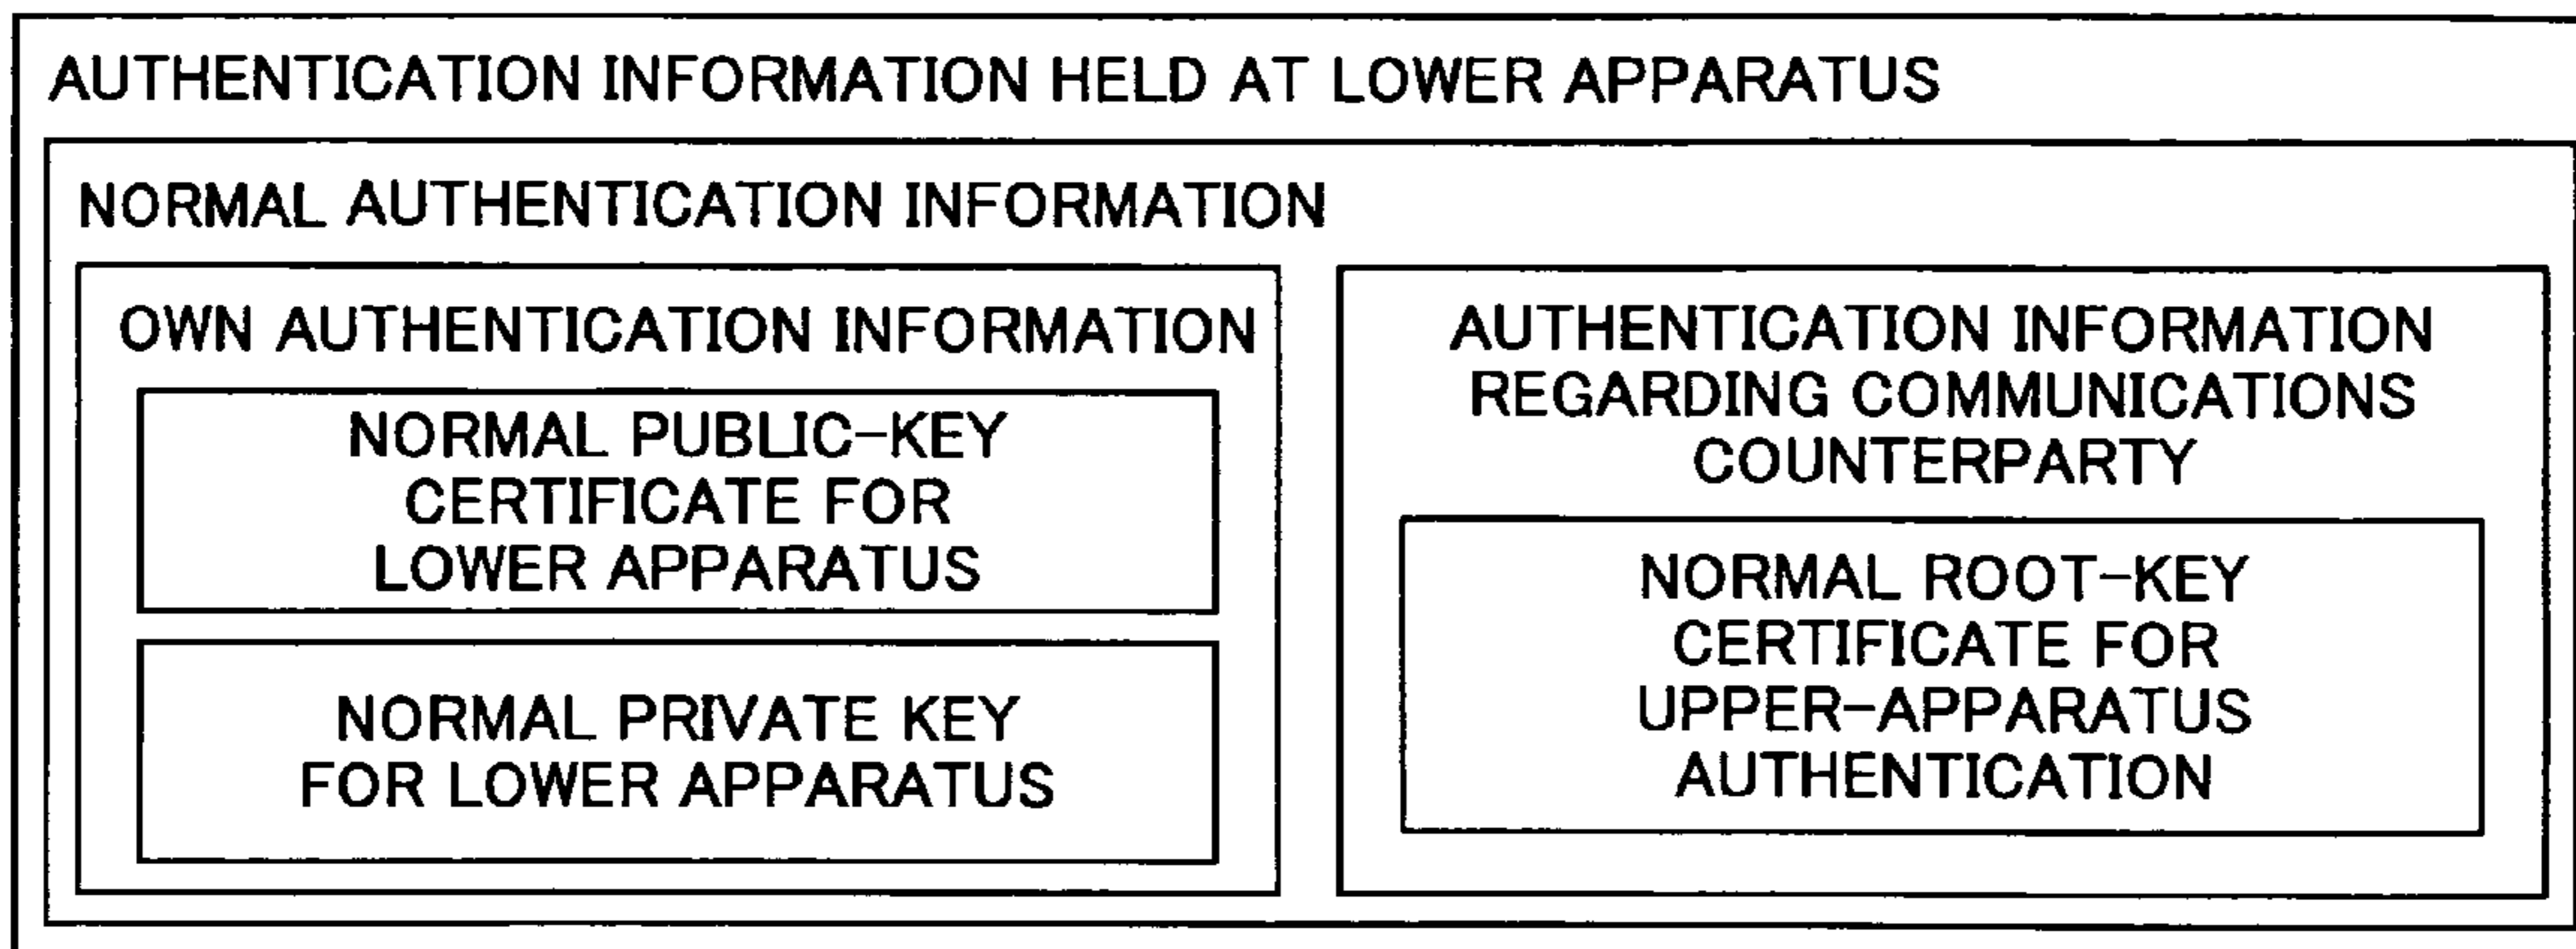 AUTHENTICATION INFORMATION HELD AT LOWER APPARATUS
NORMAL AUTHENTICATION INFORMATION
OWN AUTHENTICATION INFORMATION
NORMAL PUBLIC-KEY
CERTIFICATE FOR
LOWER APPARATUS
NORMAL PRIVATE KEY
FOR LOWER APPARATUS
AUTHENTICATION INFORMATION
REGARDING COMMUNICATIONS
COUNTERPARTY
NORMAL ROOT-KEY
CERTIFICATE FOR
UPPER-APPARATUS
AUTHENTICATION